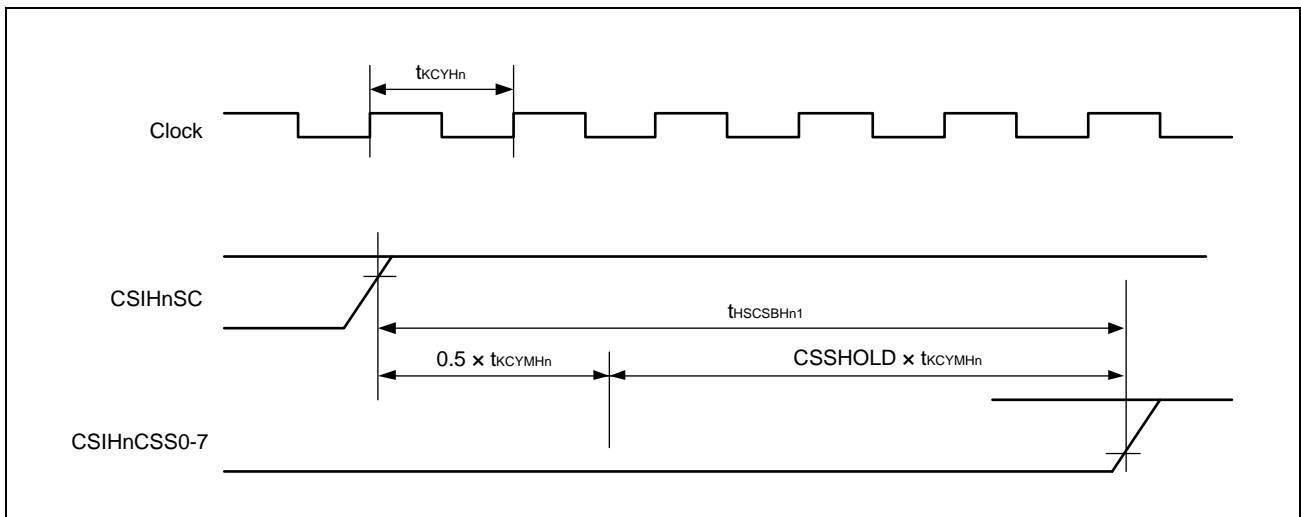 tKCYHn
Clock
CSIHnSC
tHSCSBHn1
0.5 × tKCYMHn
CSSHOLD × tKCYMHn
CSIHnCSS0-7